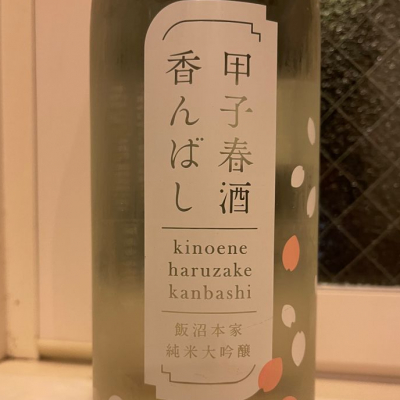 甲子春酒
香んばし
kinoene
haruzake
kanbashi
飯沼本家
純米大吟醸